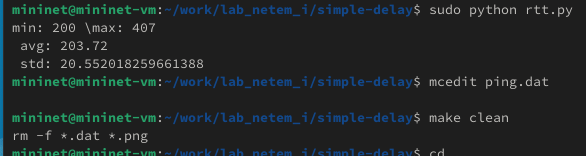 mininet@mininet-vm:~/work/lab_netem_i/simple-delay$ sudo python rtt.py
min: 200 \max: 407
 avg: 203.72
 std: 20.552018259661388
mininet@mininet-vm:~/work/lab_netem_i/simple-delay$ mcedit ping.dat
mininet@mininet-vm:~/work/lab_netem_i/simple-delay$ make clean
rm -f *.dat *.png
mininet@mininet-vm:~/work/lab_netem_i/simple-delay$ cd